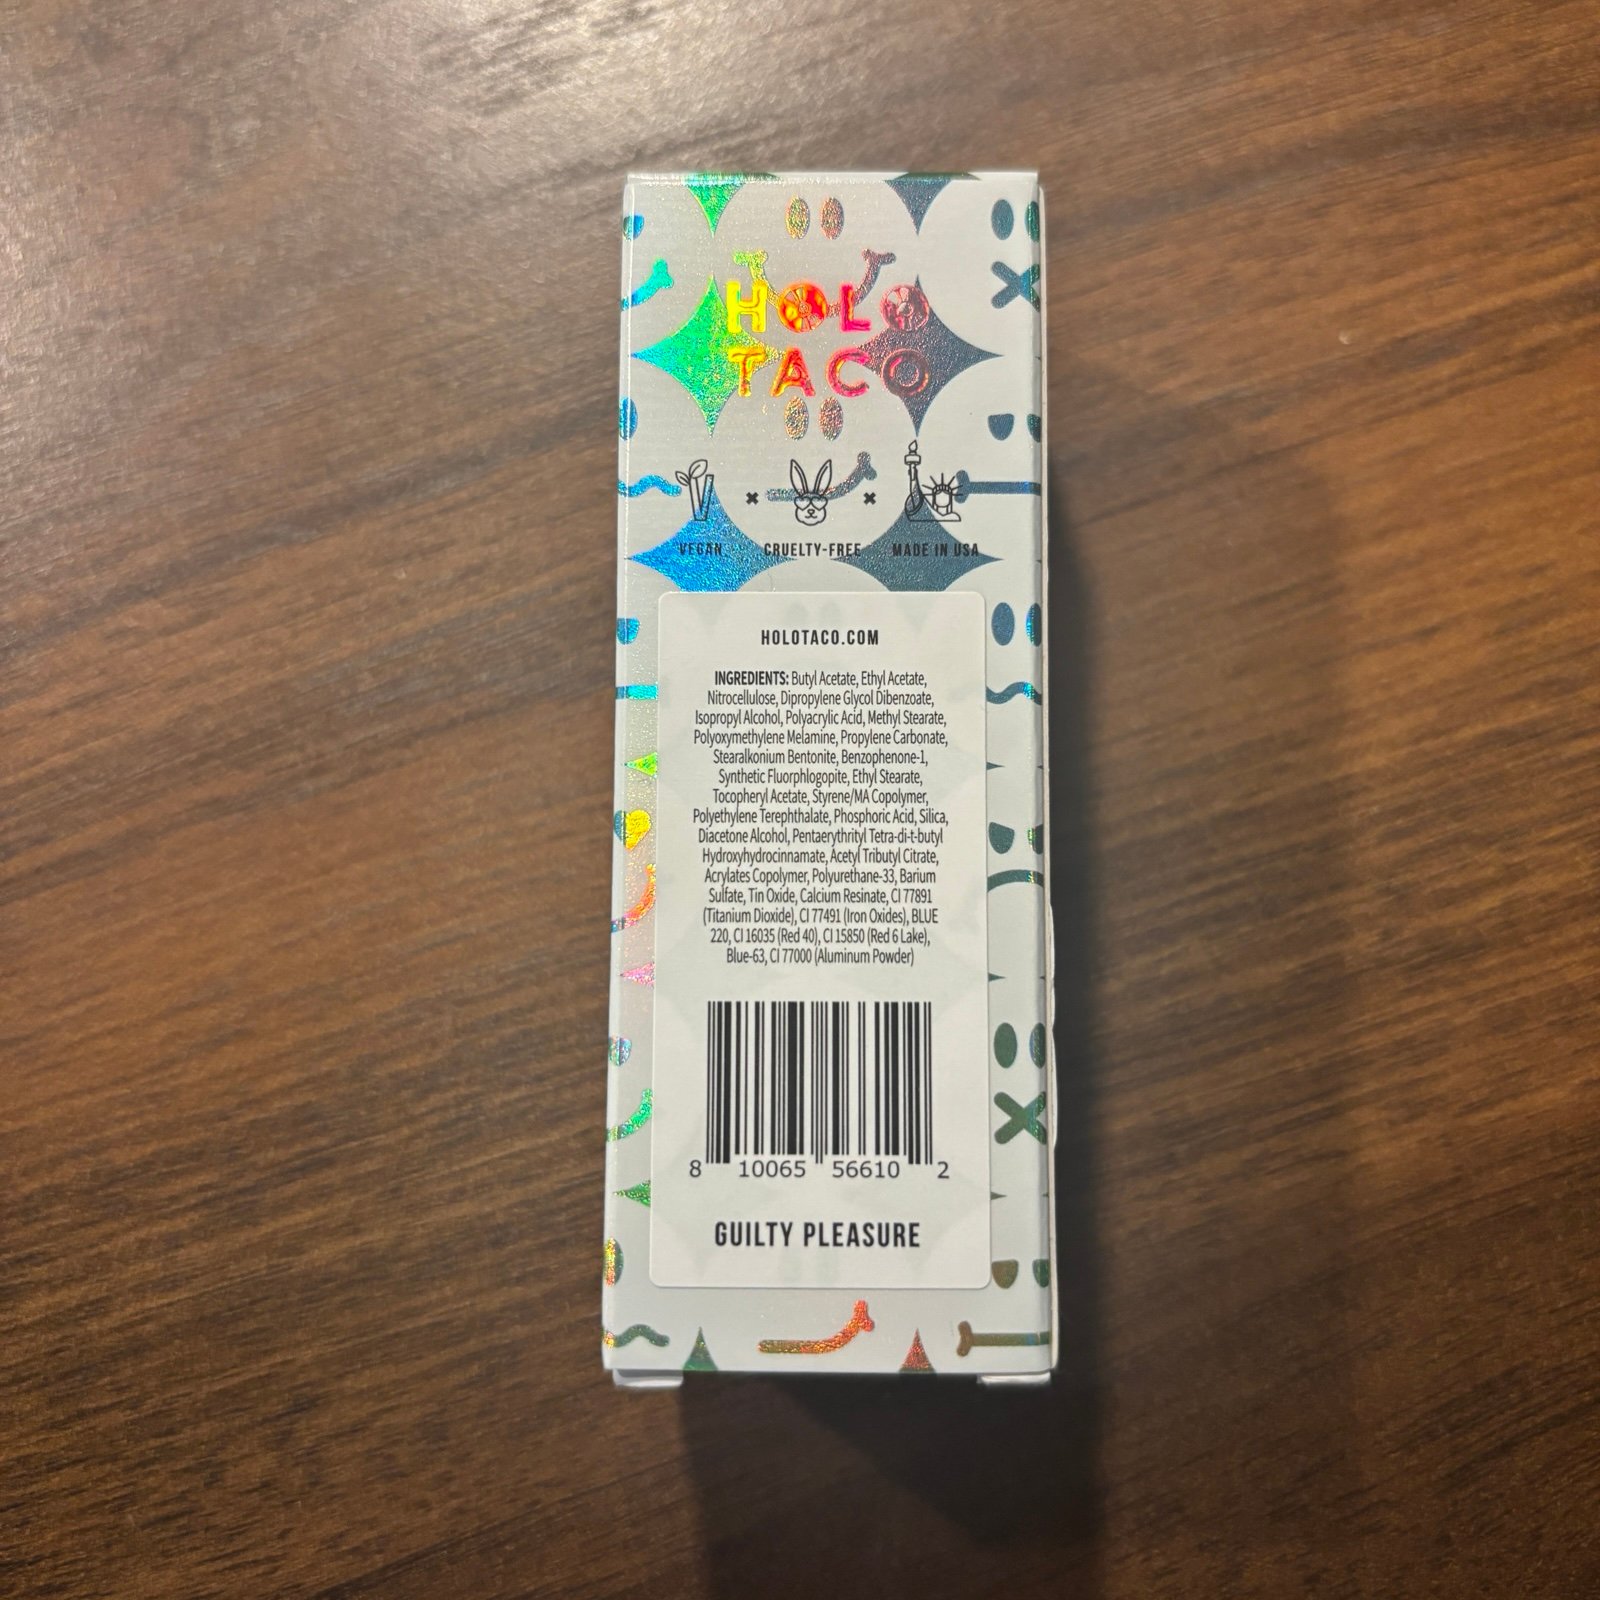 HOLO
TACO
VEGAN × CRUELTY-FREE × MADE IN USA
HOLOTACO.COM
INGREDIENTS: Butyl Acetate, Ethyl Acetate,
Nitrocellulose, Dipropylene Glycol Dibenzoate,
Isopropyl Alcohol, Polyacrylic Acid, Methyl Stearate,
Polyoxymethylene Melamine, Propylene Carbonate,
Stearalkonium Bentonite, Benzophenone-1,
Synthetic Fluorphlogopite, Ethyl Stearate,
Tocopheryl Acetate, Styrene/MA Copolymer,
Polyethylene Terephthalate, Phosphoric Acid, Silica,
Diacetone Alcohol, Pentaerythrityl Tetra-di-t-butyl
Hydroxyhydrocinnamate, Acetyl Tributyl Citrate,
Acrylates Copolymer, Polyurethane-33, Barium
Sulfate, Tin Oxide, Calcium Resinate, CI 77891
(Titanium Dioxide), CI 77491 (Iron Oxides), BLUE
220, CI 16035 (Red 40), CI 15850 (Red 6 Lake),
Blue-63, CI 77000 (Aluminum Powder)
8 10065 56610 2
GUILTY PLEASURE